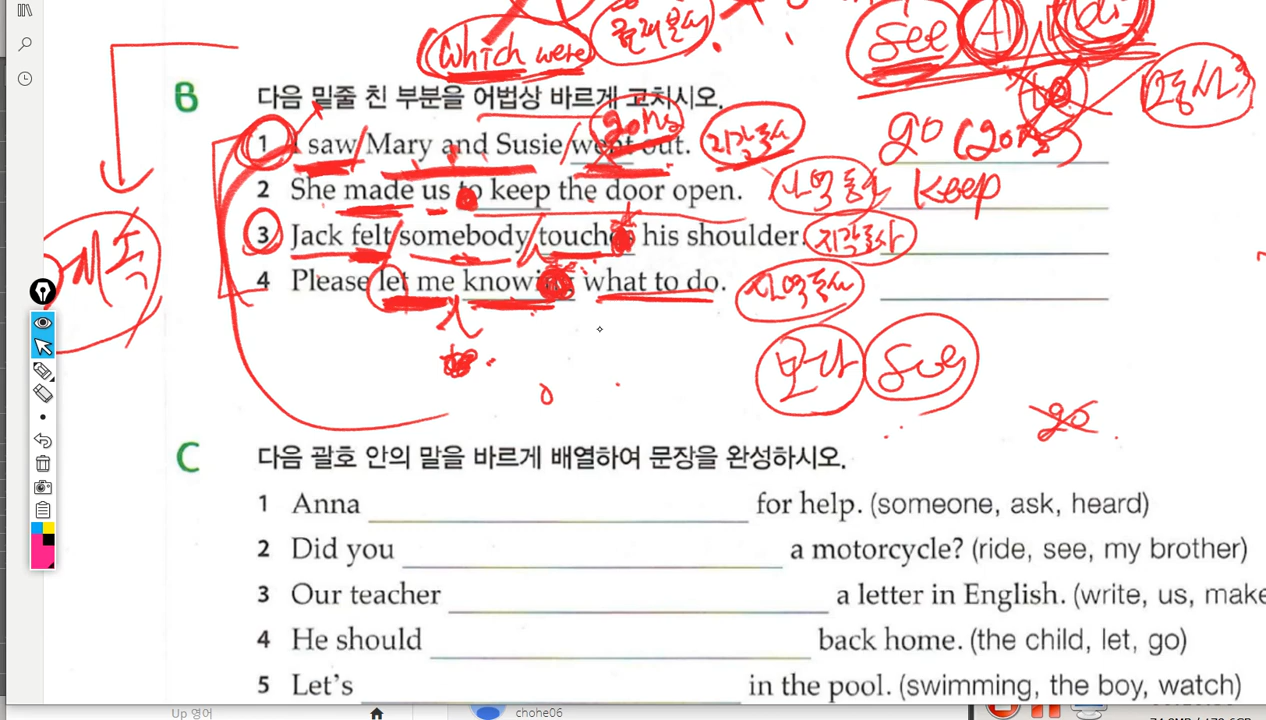 (which were)
see
B 다음 밑줄 친 부분을 어법상 바르게 고치시오.
going 지각동사
1 I saw/Mary and Susie/went out. go (going)
2 She made us to keep the door open. 사역동사 keep
3 Jack felt/somebody/touch his shoulder. 지각동사
4 Please let me knowing what to do. 사역동사
보다
go
C 다음 괄호 안의 말을 바르게 배열하여 문장을 완성하시오.
1 Anna for help. (someone, ask, heard)
2 Did you a motorcycle? (ride, see, my brother)
3 Our teacher a letter in English. (write, us, make
4 He should back home. (the child, let, go)
5 Let's in the pool. (swimming, the boy, watch)
Up 영어 chohe06